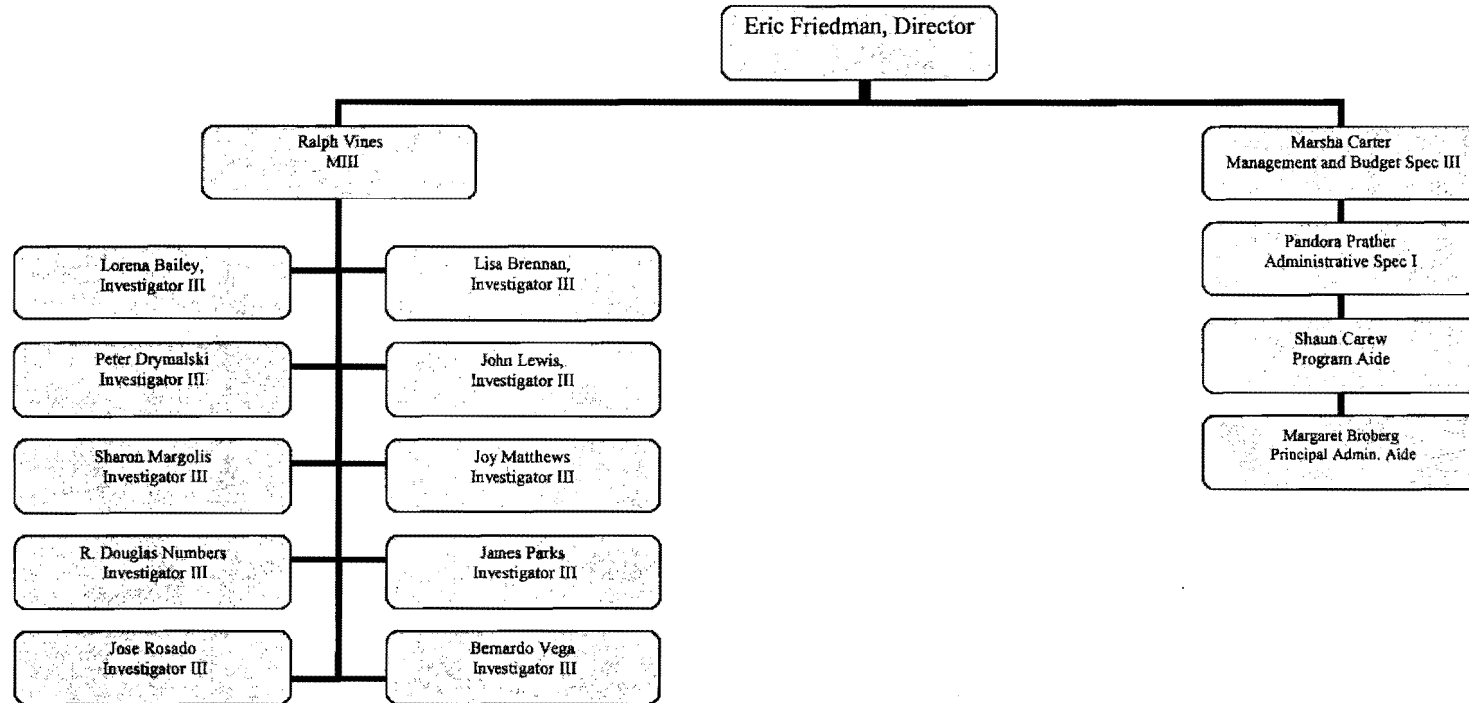 Eric Friedman, Director
Ralph Vines
MIII
Marsha Carter
Management and Budget Spec III
Lorena Bailey,
Investigator III
Lisa Brennan,
Investigator III
Peter Drymalski
Investigator III
John Lewis,
Investigator III
Sharon Margolis
Investigator III
Joy Matthews
Investigator III
R. Douglas Numbers
Investigator III
James Parks
Investigator III
Jose Rosado
Investigator III
Bernardo Vega
Investigator III
Pandora Prather
Administrative Spec I
Shaun Carew
Program Aide
Margaret Broberg
Principal Admin. Aide